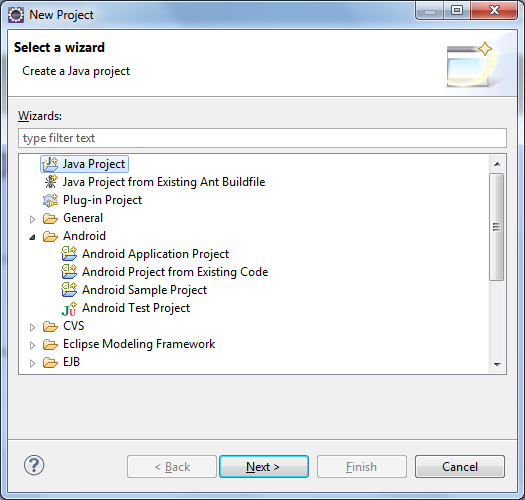 New Project
Select a wizard
Create a Java project
Wizards:
type filter text
Java Project
Java Project from Existing Ant Buildfile
Plug-in Project
General
Android
Android Application Project
Android Project from Existing Code
Android Sample Project
Android Test Project
CVS
Eclipse Modeling Framework
EJB
? < Back Next > Finish Cancel